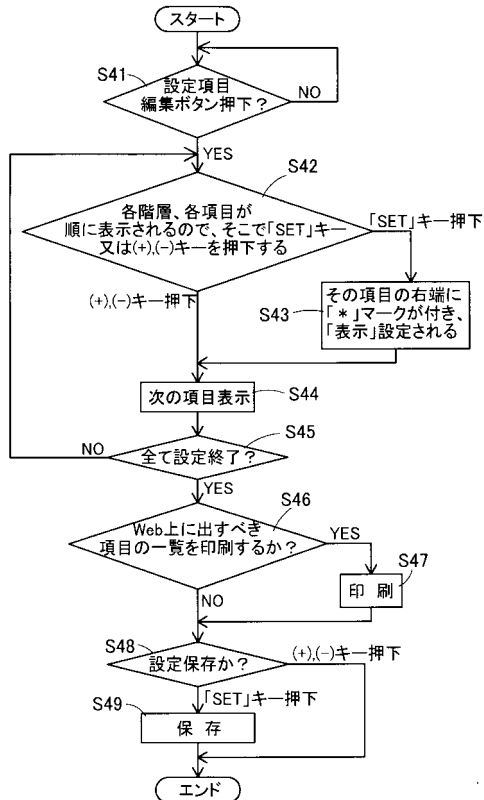 スタート
S41
設定項目
編集ボタン押下？
NO
YES
S42
各階層、各項目が
順に表示されるので、そこで「SET」キー
又は(+),(-)キーを押下する
「SET」キー押下
(+),(-)キー押下
S43
その項目の右端に
「＊」マークが付き、
「表示」設定される
次の項目表示
S44
S45
NO
全て設定終了？
YES
S46
Web上に出すべき
項目の一覧を印刷するか？
YES
S47
印 刷
NO
S48
設定保存か？
(+),(-)キー押下
「SET」キー押下
S49
保 存
エンド